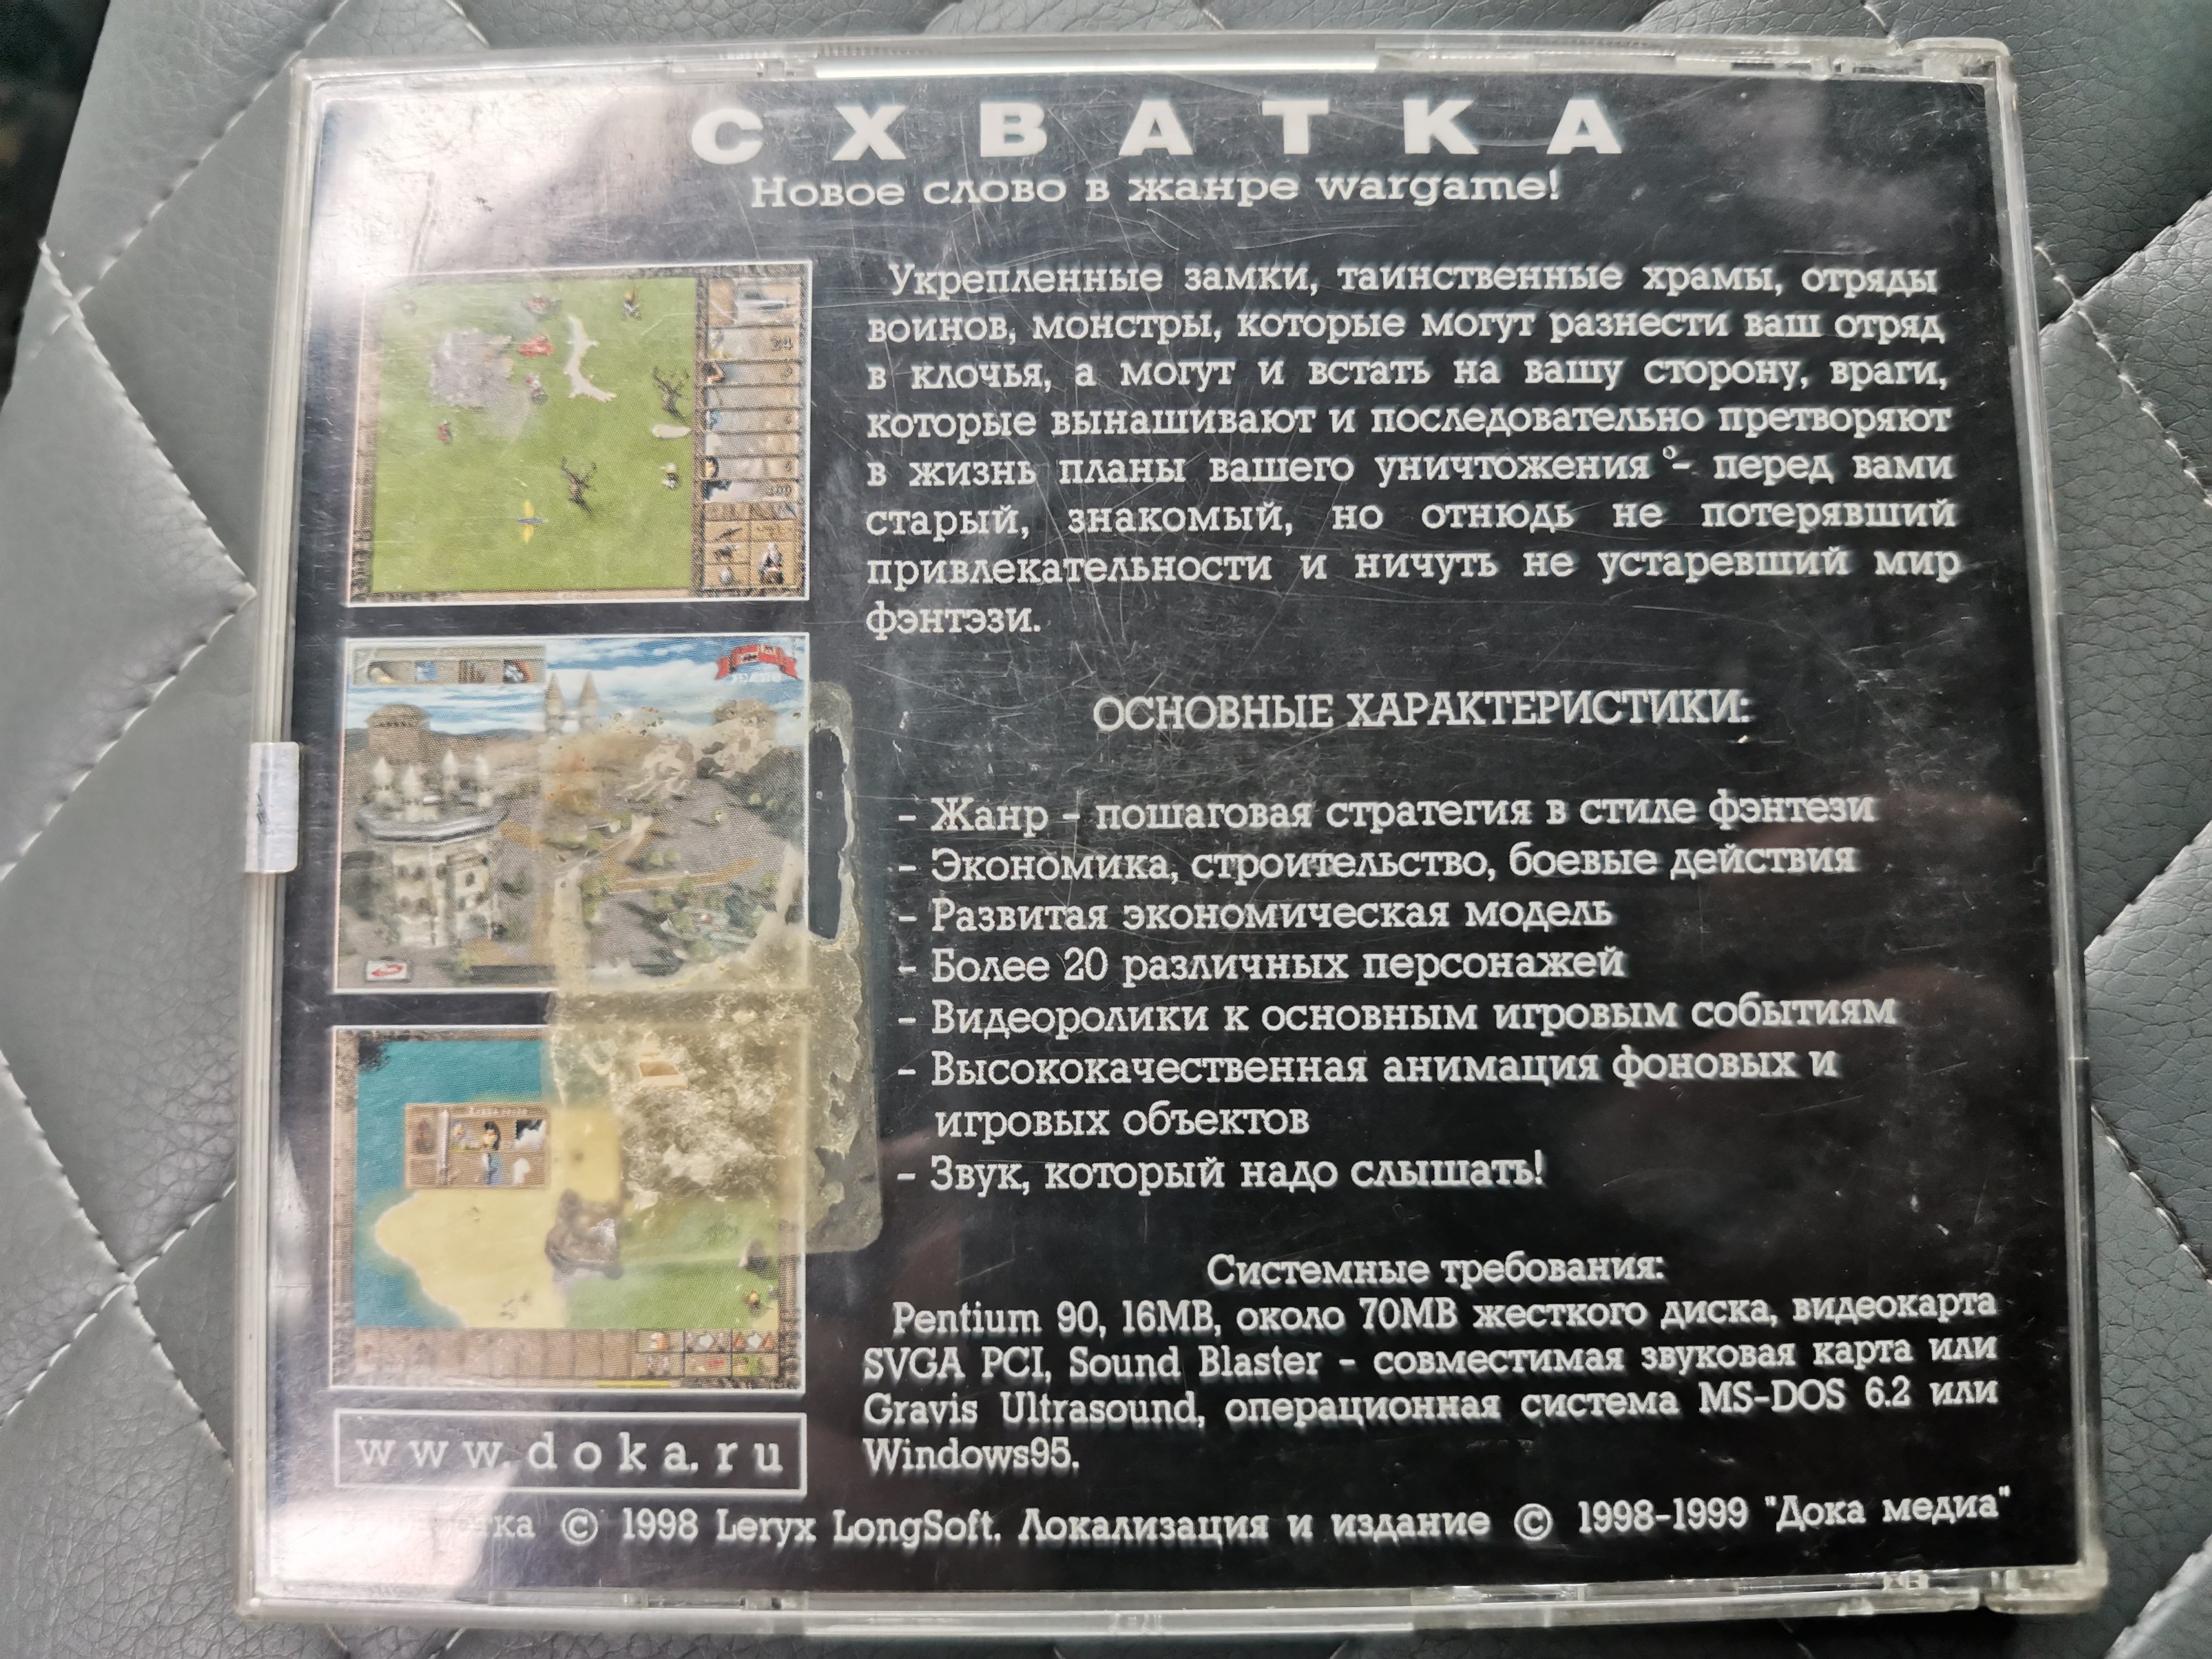 СХВАТКА
Новое слово в жанре wargame!
Укрепленные замки, таинственные храмы, отряды
воинов, монстры, которые могут разнести ваш отряд
в клочья, а могут и встать на вашу сторону, враги,
которые вынашивают и последовательно претворяют
в жизнь планы вашего уничтожения - перед вами
старый, знакомый, но отнюдь не потерявший
привлекательности и ничуть не устаревший мир
фэнтэзи.
ОСНОВНЫЕ ХАРАКТЕРИСТИКИ:
- Жанр - пошаговая стратегия в стиле фэнтези
- Экономика, строительство, боевые действия
- Развитая экономическая модель
- Более 20 различных персонажей
- Видеоролики к основным игровым событиям
- Высококачественная анимация фоновых и
игровых объектов
- Звук, который надо слышать!
Системные требования:
Pentium 90, 16MB, около 70MB жесткого диска, видеокарта
SVGA PCI, Sound Blaster - совместимая звуковая карта или
Gravis Ultrasound, операционная система MS-DOS 6.2 или
Windows95.
www.doka.ru
© 1998 Leryx LongSoft. Локализация и издание © 1998-1999 "Дока медиа"